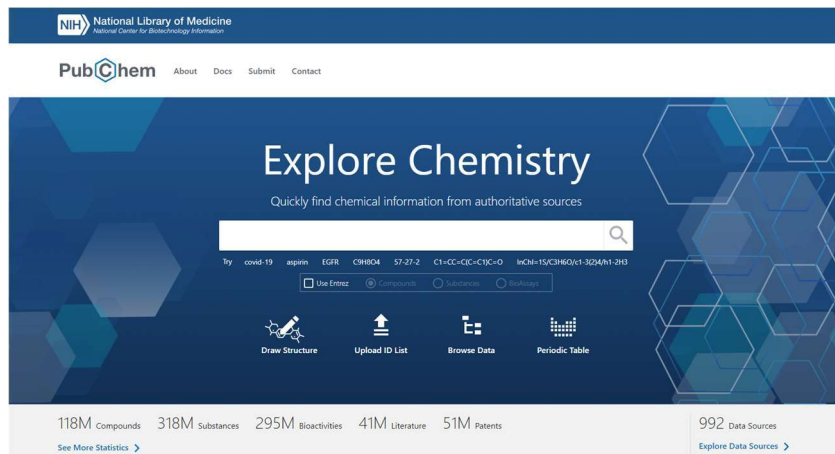 NIH National Library of Medicine
National Center for Biotechnology Information
PubChem About Docs Submit Contact
Explore Chemistry
Quickly find chemical information from authoritative sources
Try covid-19 aspirin EGFR C9H8O4 57-27-2 C1=CC=C(C=C1)C=O InChI=1S/C3H6O/c1-3(2)4/h1-2H3
Use Entrez Compounds Substances BioAssays
Draw Structure Upload ID List Browse Data Periodic Table
118M Compounds 318M Substances 295M Bioactivities 41M Literature 51M Patents 992 Data Sources
See More Statistics Explore Data Sources